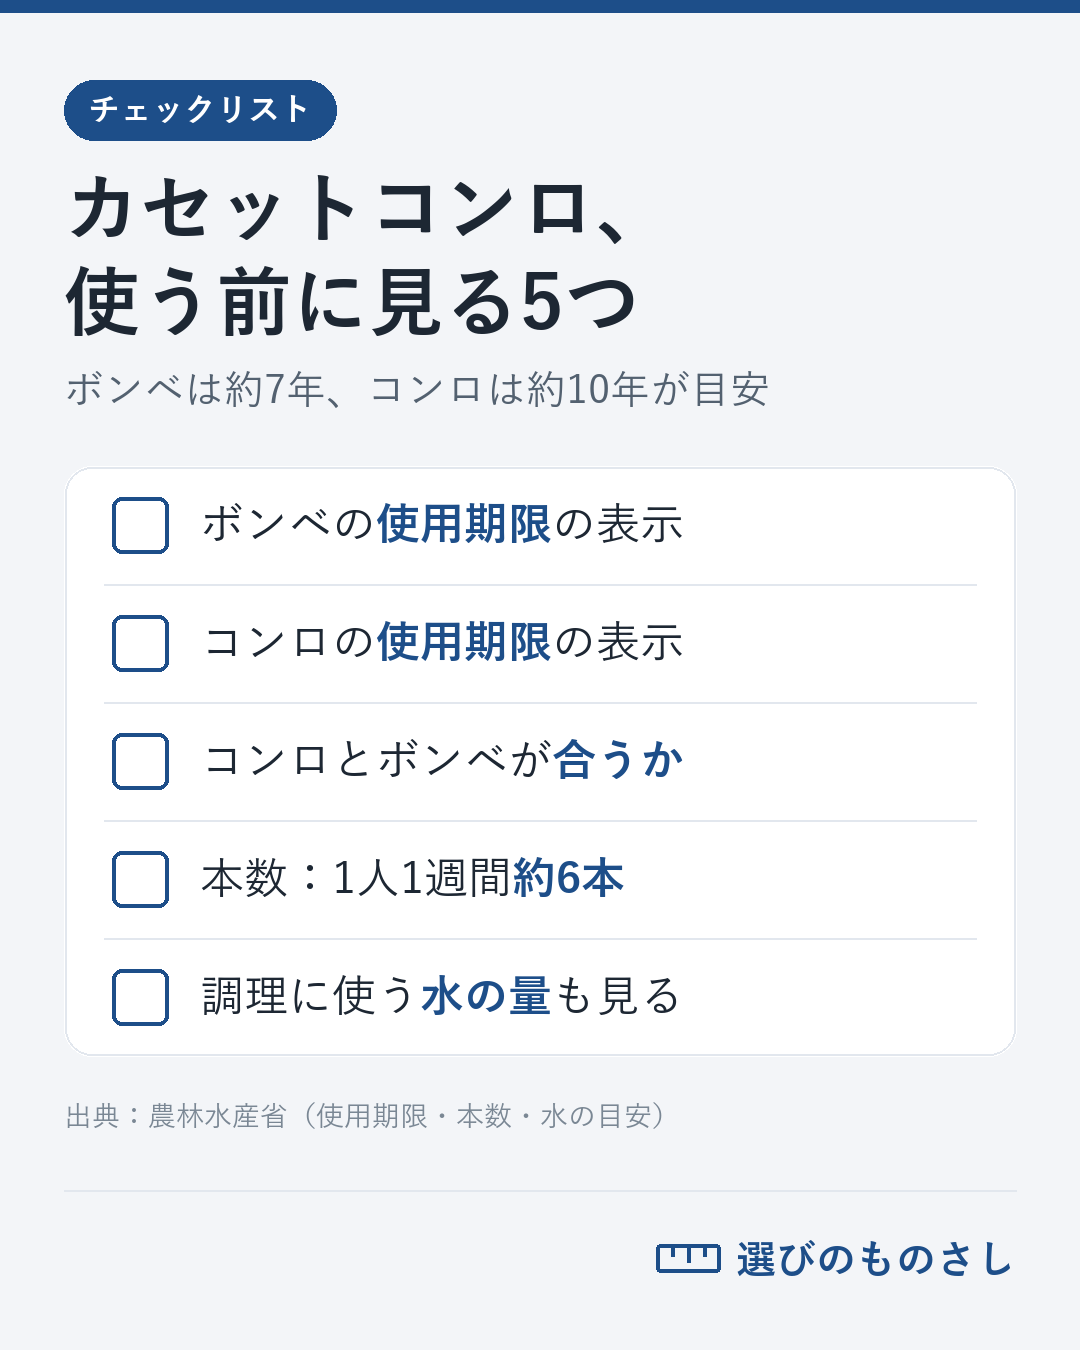 チェックリスト
カセットコンロ、
使う前に見る5つ
ボンベは約7年、コンロは約10年が目安
ボンベの使用期限の表示
コンロの使用期限の表示
コンロとボンベが合うか
本数：1人1週間約6本
調理に使う水の量も見る
出典：農林水産省（使用期限・本数・水の目安）
選びのものさし